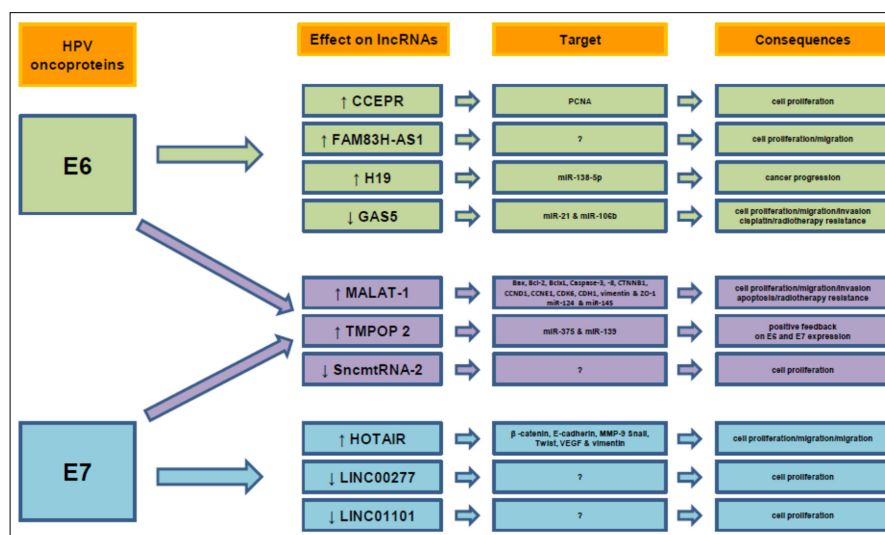 HPV
oncoproteins
Effect on lncRNAs
Target
Consequences
E6
↑ CCEPR
PCNA
cell proliferation
↑ FAM83H-AS1
?
cell proliferation/migration
↑ H19
miR-138-5p
cancer progression
↓ GAS5
miR-21 & miR-106b
cell proliferation/migration/invasion
cisplatin/radiotherapy resistance
↑ MALAT-1
Bax, Bcl-2, BclxL, Caspase-3, -8, CTNNB1,
CCND1, CCNE1, CDK6, CDH1, vimentin & ZO-1
miR-124 & miR-145
cell proliferation/migration/invasion
apoptosis/radiotherapy resistance
↑ TMPOP 2
miR-375 & miR-139
positive feedback
on E6 and E7 expression
↓ SncmtRNA-2
?
cell proliferation
E7
↑ HOTAIR
β -catenin, E-cadherin, MMP-9 Snail,
Twist, VEGF & vimentin
cell proliferation/migration/migration
↓ LINC00277
?
cell proliferation
↓ LINC01101
?
cell proliferation